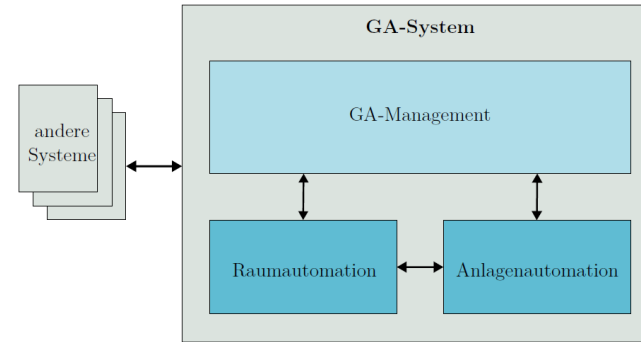 GA-System
GA-Management
andere
Systeme
Raumautomation
Anlagenautomation